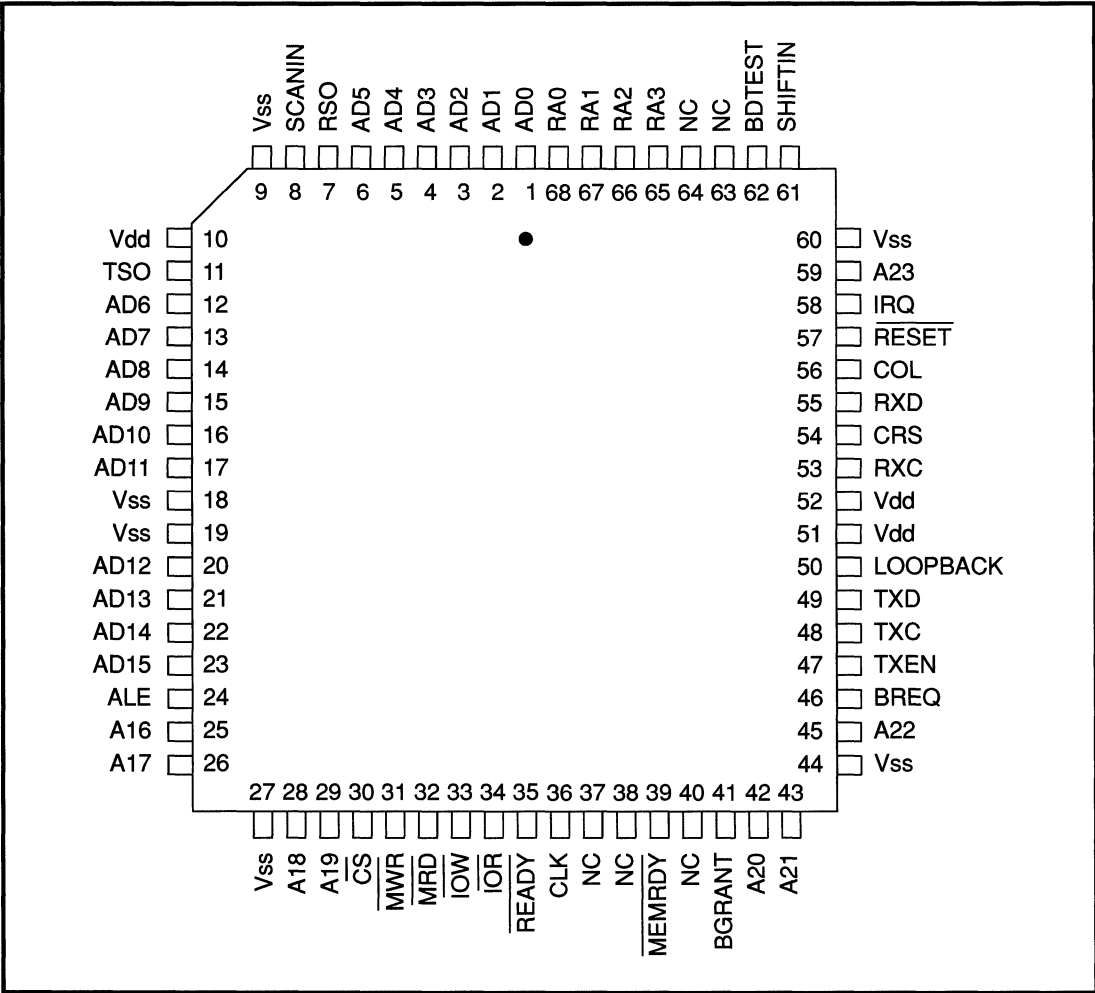 Vss SCANIN RSO AD5 AD4 AD3 AD2 AD1 AD0 RA0 RA1 RA2 RA3 NC NC BDTEST SHIFTIN
9 8 7 6 5 4 3 2 1 68 67 66 65 64 63 62 61
Vdd 10 60 Vss
TSO 11 59 A23
AD6 12 58 IRQ
AD7 13 57 RESET
AD8 14 56 COL
AD9 15 55 RXD
AD10 16 54 CRS
AD11 17 53 RXC
Vss 18 52 Vdd
Vss 19 51 Vdd
AD12 20 50 LOOPBACK
AD13 21 49 TXD
AD14 22 48 TXC
AD15 23 47 TXEN
ALE 24 46 BREQ
A16 25 45 A22
A17 26 44 Vss
27 28 29 30 31 32 33 34 35 36 37 38 39 40 41 42 43
Vss A18 A19 CS MWR MRD IOW IOR READY CLK NC NC MEMRDY NC BGRANT A20 A21